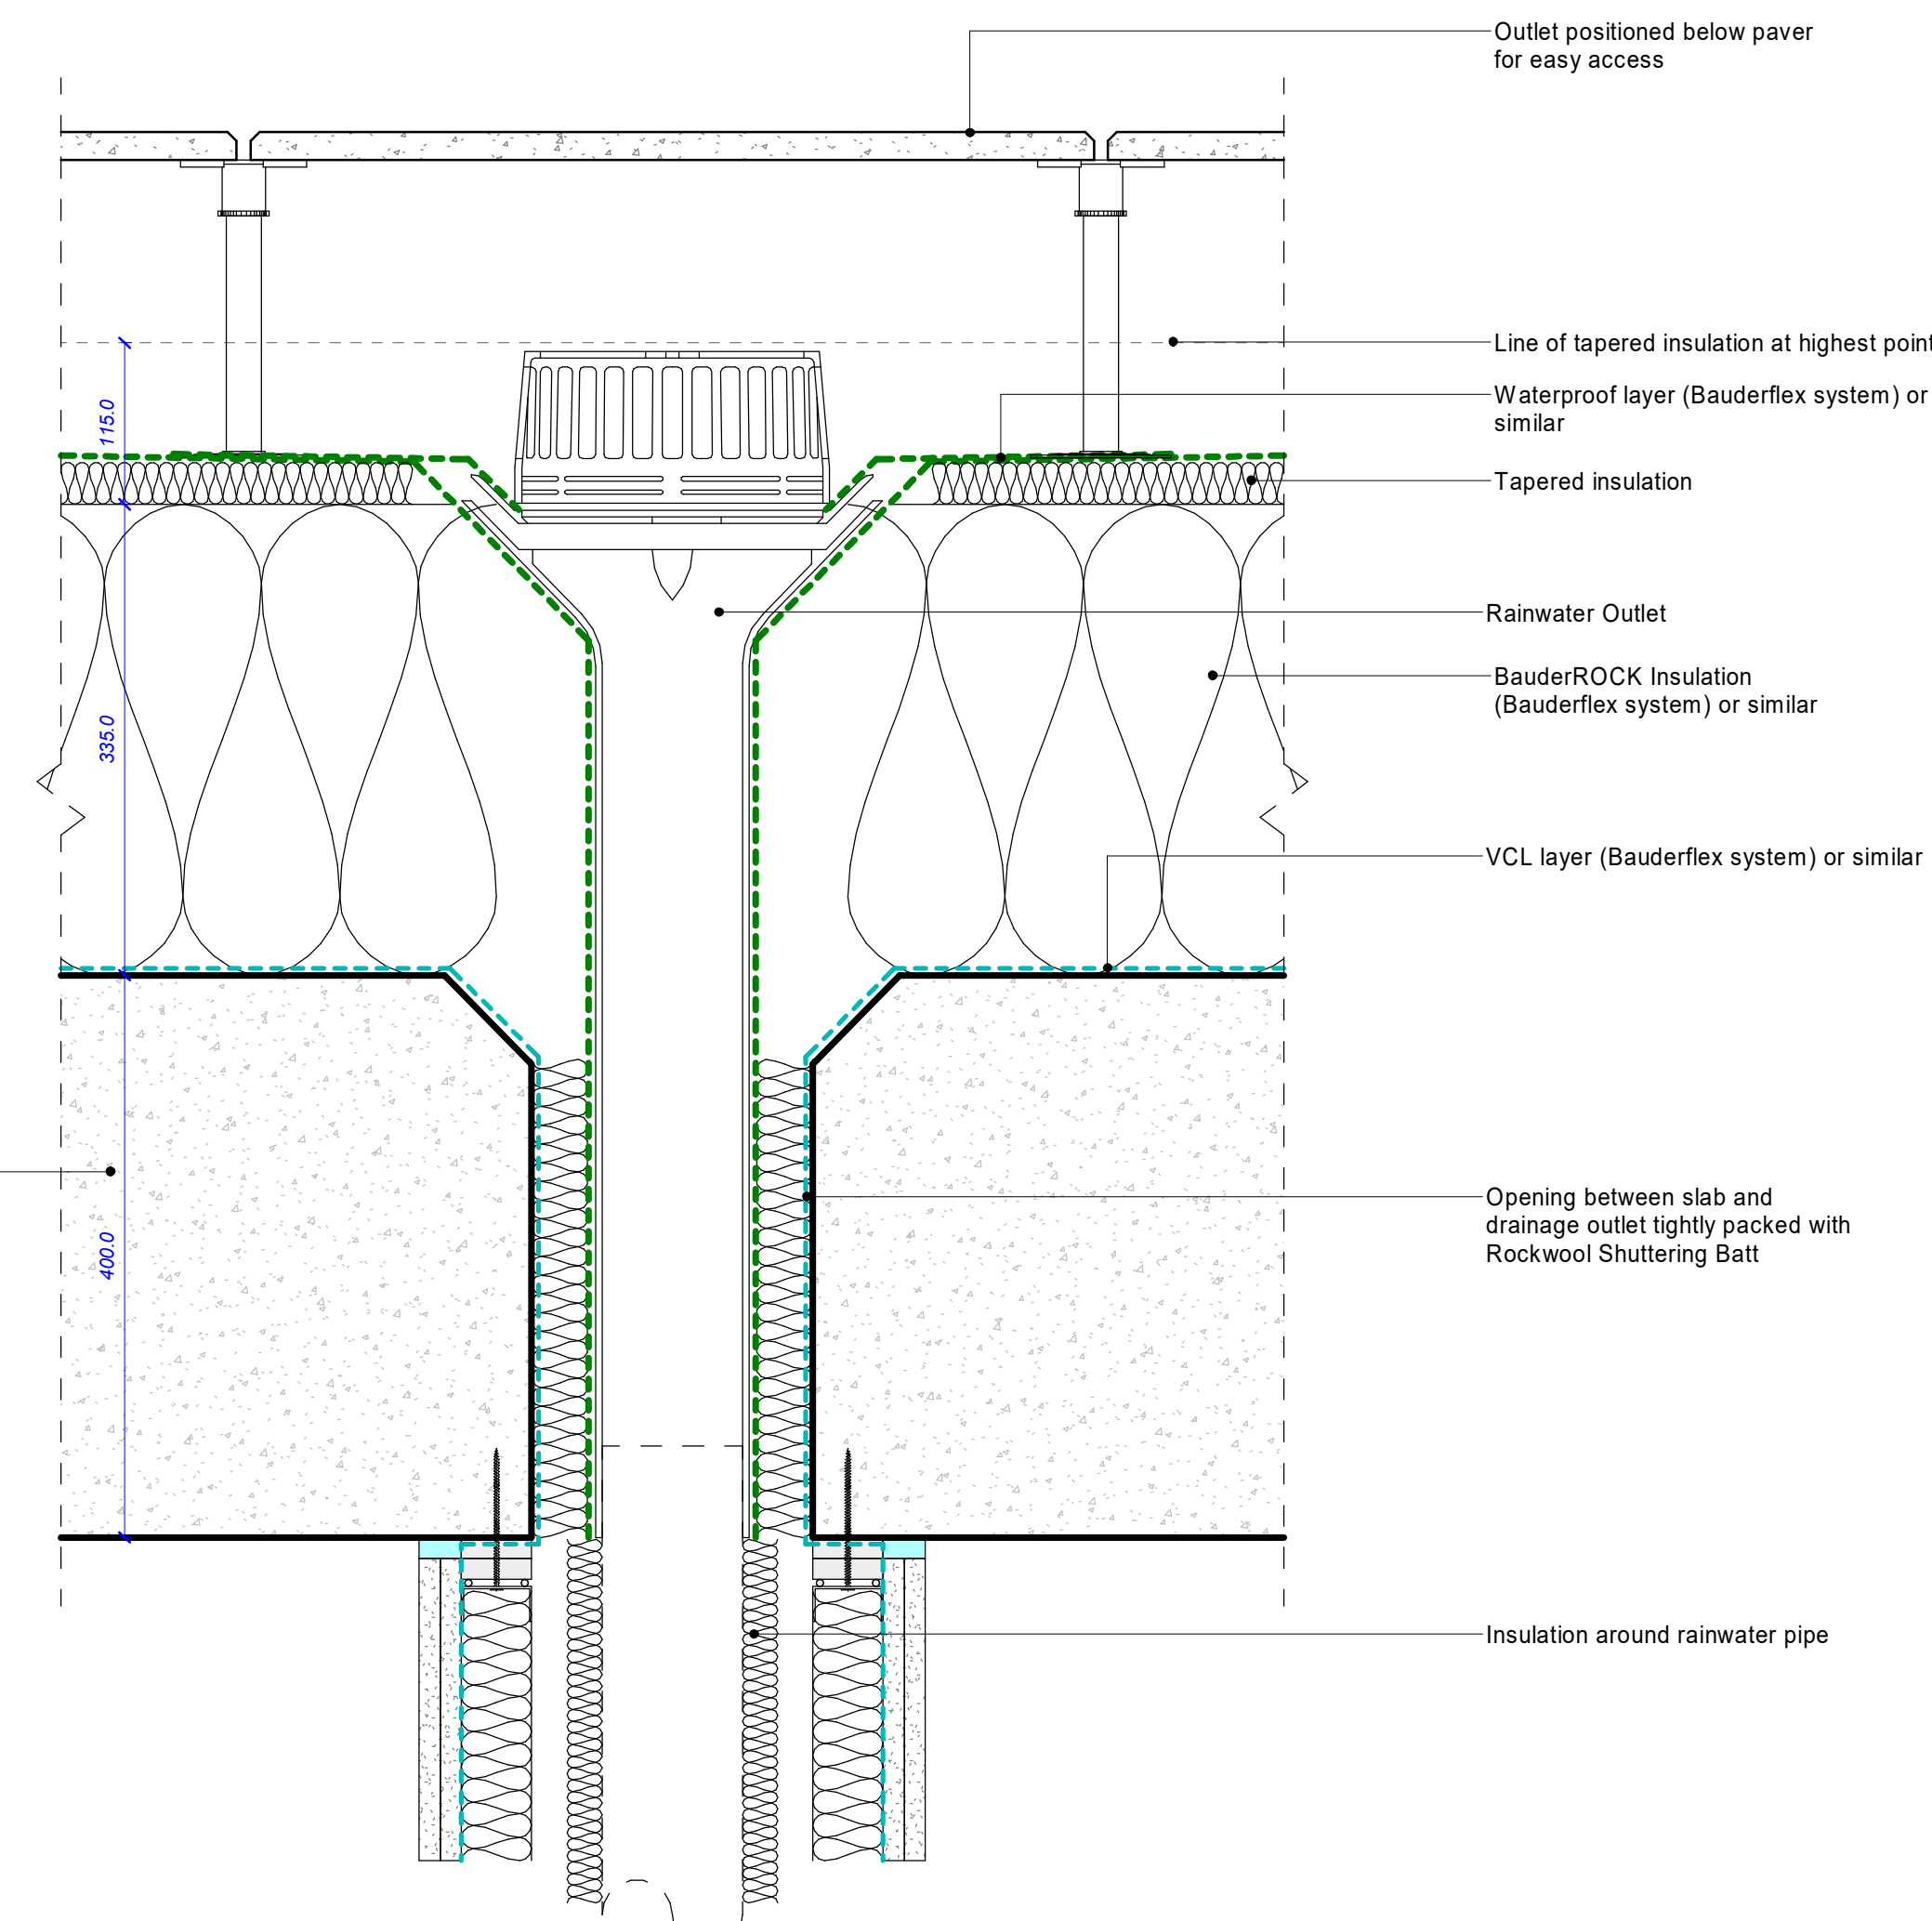 Outlet positioned below paver
for easy access
Line of tapered insulation at highest point
Waterproof layer (Bauderflex system) or
similar
115.0
Tapered insulation
Rainwater Outlet
BauderROCK Insulation
(Bauderflex system) or similar
335.0
VCL layer (Bauderflex system) or similar
Opening between slab and
drainage outlet tightly packed with
Rockwool Shuttering Batt
400.0
Insulation around rainwater pipe